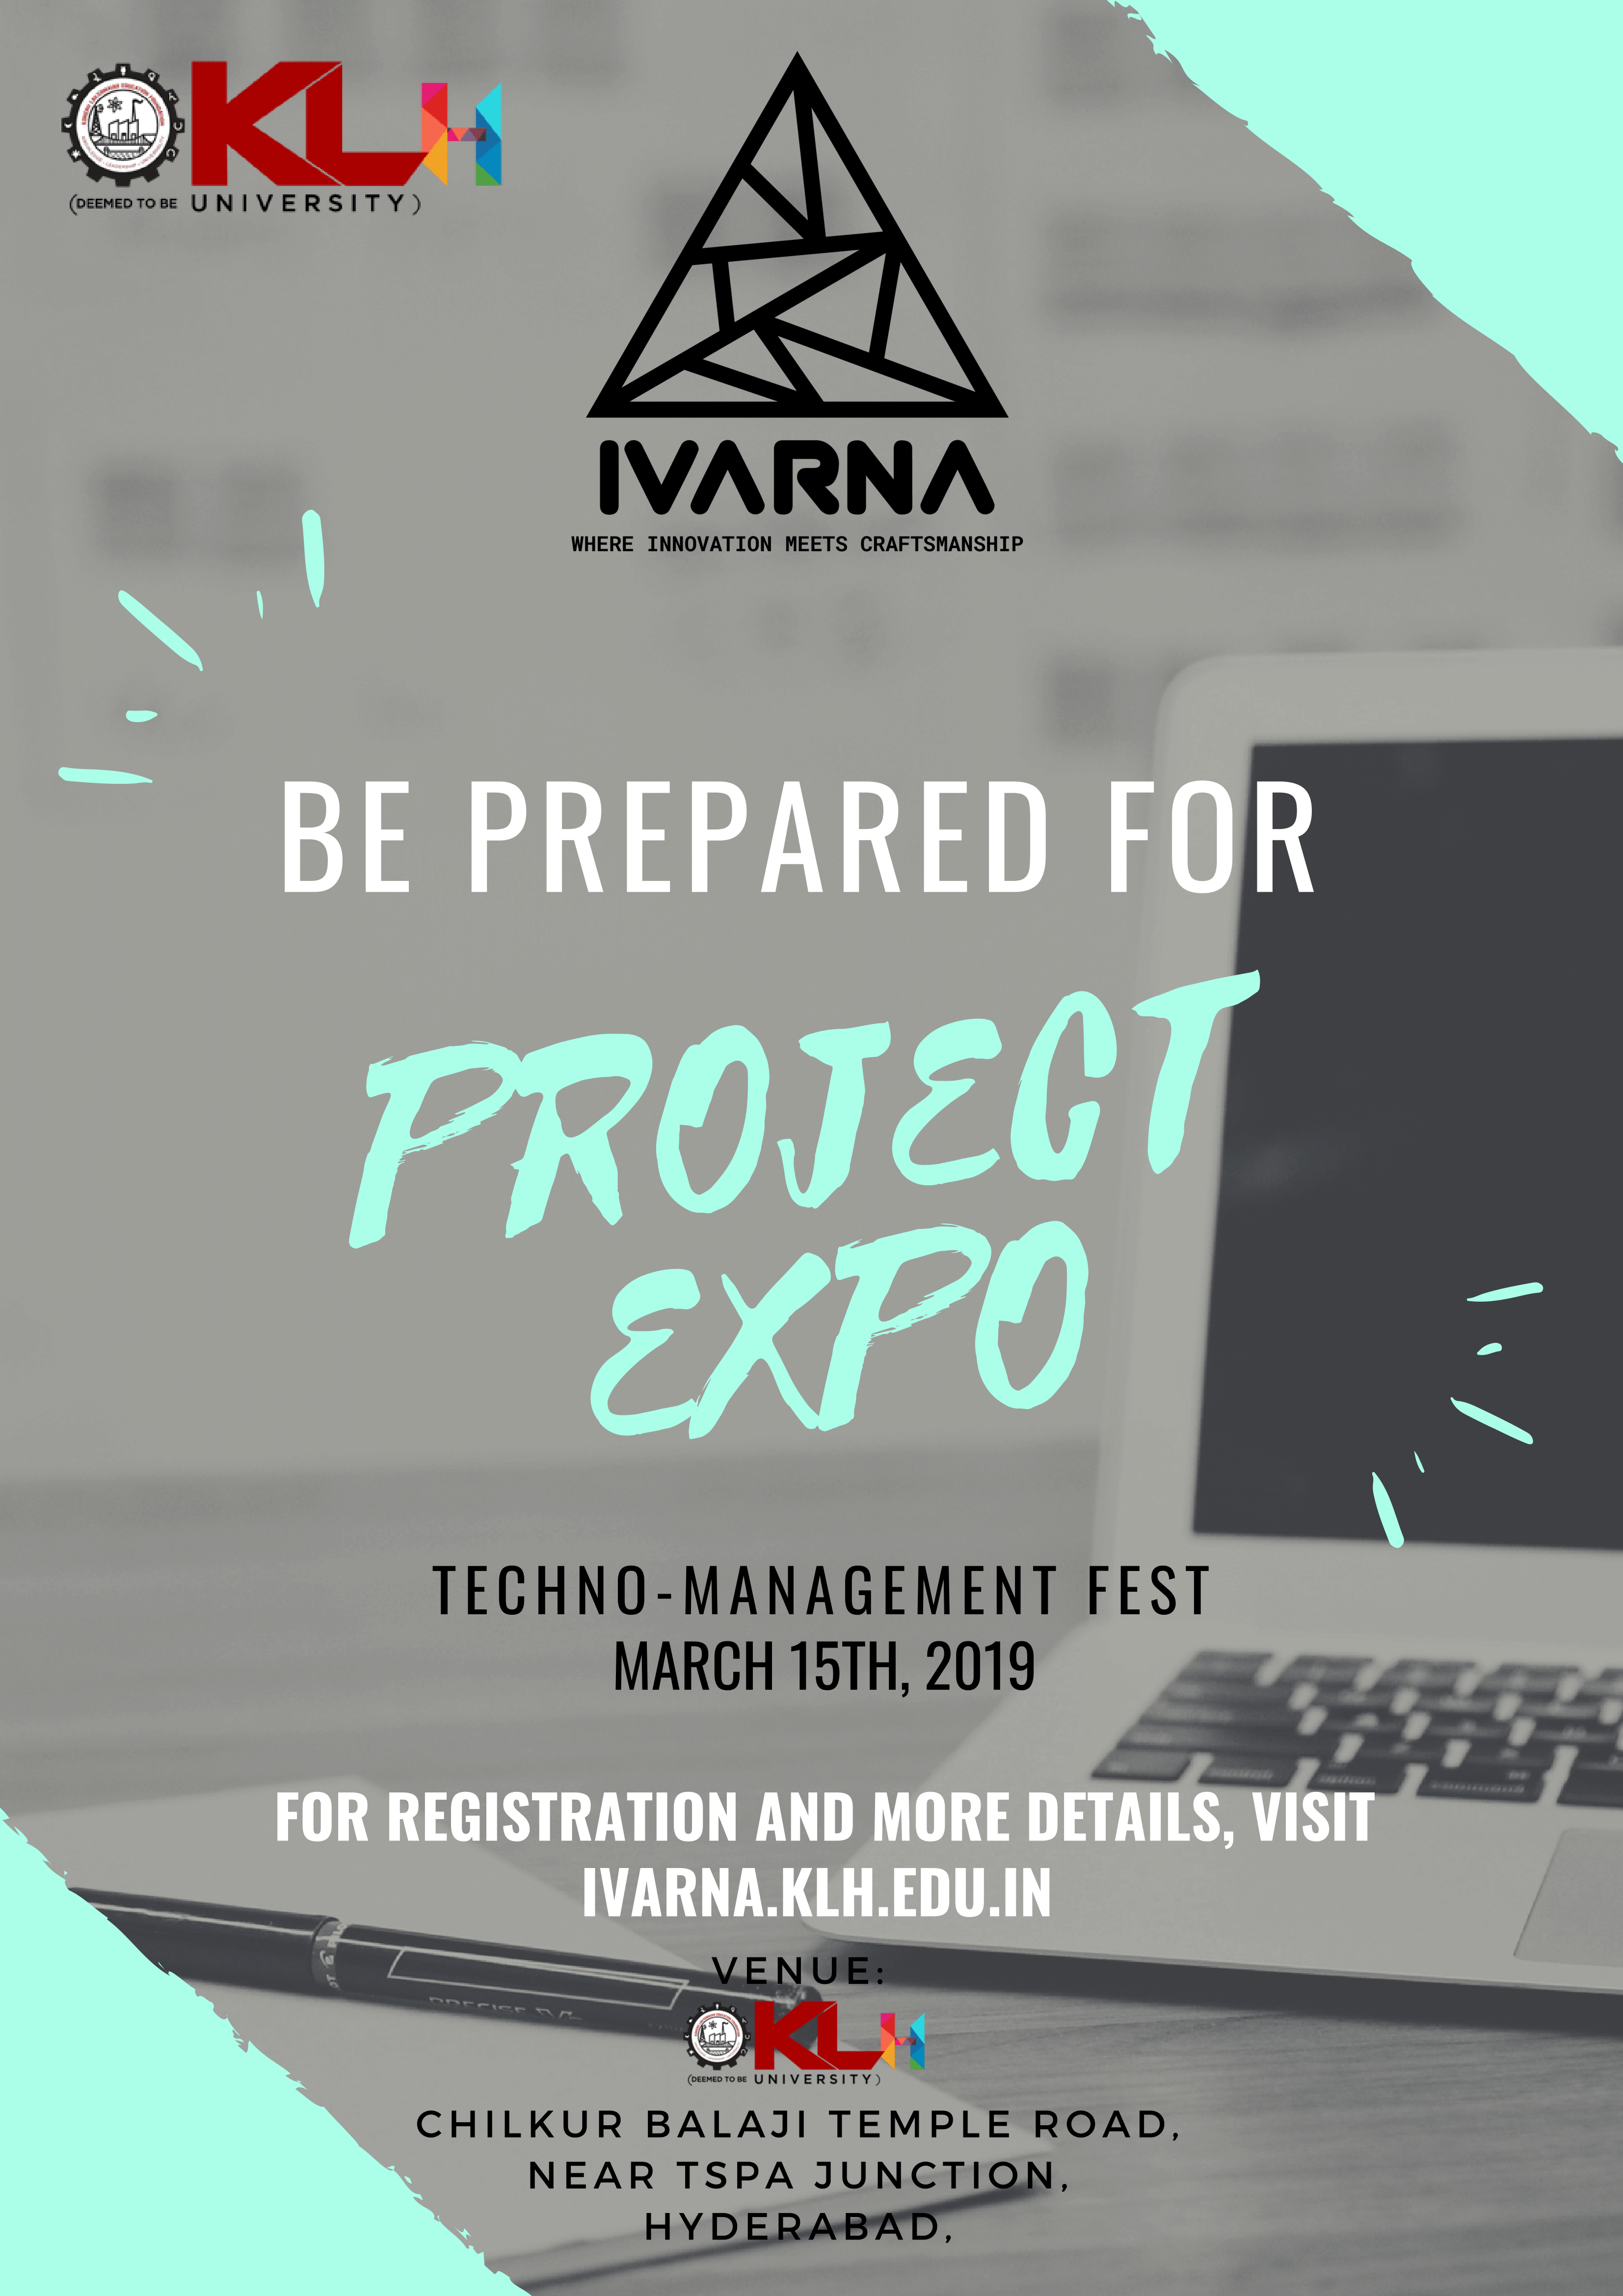 KLH
(DEEMED TO BE UNIVERSITY)
IVARNA
WHERE INNOVATION MEETS CRAFTSMANSHIP
BE PREPARED FOR
PROJECT
EXPO
TECHNO-MANAGEMENT FEST
MARCH 15TH, 2019
FOR REGISTRATION AND MORE DETAILS, VISIT
IVARNA.KLH.EDU.IN
VENUE:
KLH
(DEEMED TO BE UNIVERSITY)
CHILKUR BALAJI TEMPLE ROAD,
NEAR TSPA JUNCTION,
HYDERABAD,